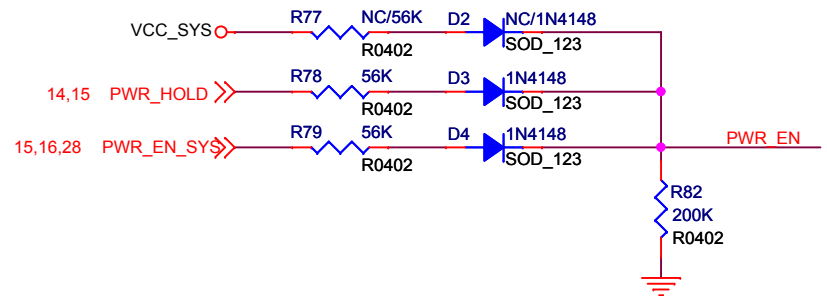 R77 NC/56K D2 NC/1N4148
VCC_SYS
R0402 SOD_123
R78 56K D3 1N4148
14,15 PWR_HOLD
R0402 SOD_123
R79 56K D4 1N4148
15,16,28 PWR_EN_SYS PWR_EN
R0402 SOD_123
R82
200K
R0402